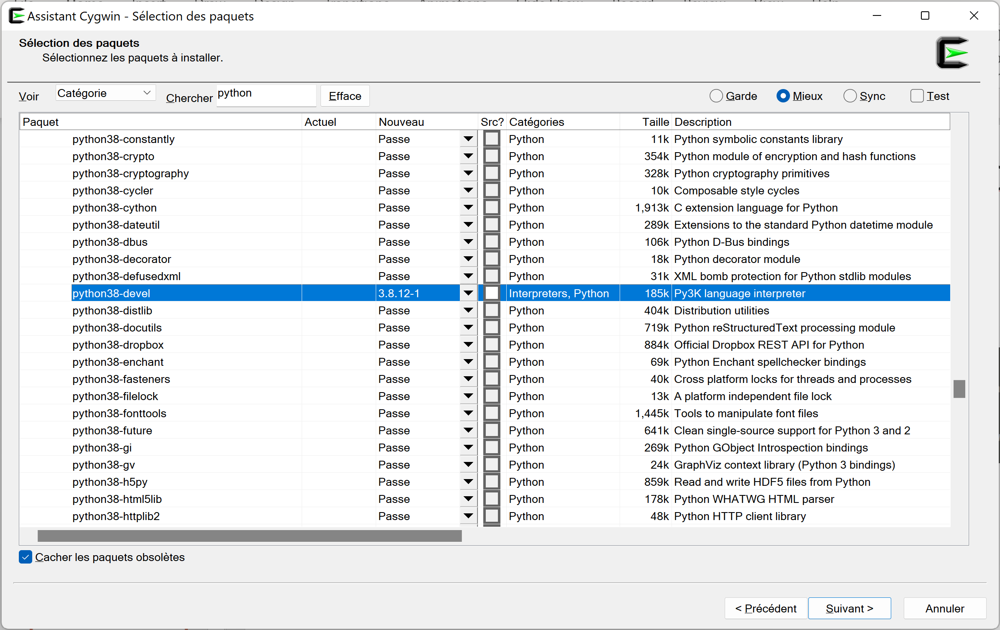 Assistant Cygwin - Sélection des paquets
Sélection des paquets
Sélectionnez les paquets à installer.
Voir Catégorie Chercher python Efface Garde Mieux Sync Test
Paquet Actuel Nouveau Src? Catégories Taille Description
python38-constantly Passe Python 11k Python symbolic constants library
python38-crypto Passe Python 354k Python module of encryption and hash functions
python38-cryptography Passe Python 328k Python cryptography primitives
python38-cycler Passe Python 10k Composable style cycles
python38-cython Passe Python 1,913k C extension language for Python
python38-dateutil Passe Python 289k Extensions to the standard Python datetime module
python38-dbus Passe Python 106k Python D-Bus bindings
python38-decorator Passe Python 18k Python decorator module
python38-defusedxml Passe Python 31k XML bomb protection for Python stdlib modules
python38-devel 3.8.12-1 Interpreters, Python 185k Py3K language interpreter
python38-distlib Passe Python 404k Distribution utilities
python38-docutils Passe Python 719k Python reStructuredText processing module
python38-dropbox Passe Python 884k Official Dropbox REST API for Python
python38-enchant Passe Python 69k Python Enchant spellchecker bindings
python38-fasteners Passe Python 40k Cross platform locks for threads and processes
python38-filelock Passe Python 13k A platform independent file lock
python38-fonttools Passe Python 1,445k Tools to manipulate font files
python38-future Passe Python 641k Clean single-source support for Python 3 and 2
python38-gi Passe Python 269k Python GObject Introspection bindings
python38-gv Passe Python 24k GraphViz context library (Python 3 bindings)
python38-h5py Passe Python 859k Read and write HDF5 files from Python
python38-html5lib Passe Python 178k Python WHATWG HTML parser
python38-httplib2 Passe Python 48k Python HTTP client library
Cacher les paquets obsolètes
< Précédent Suivant > Annuler